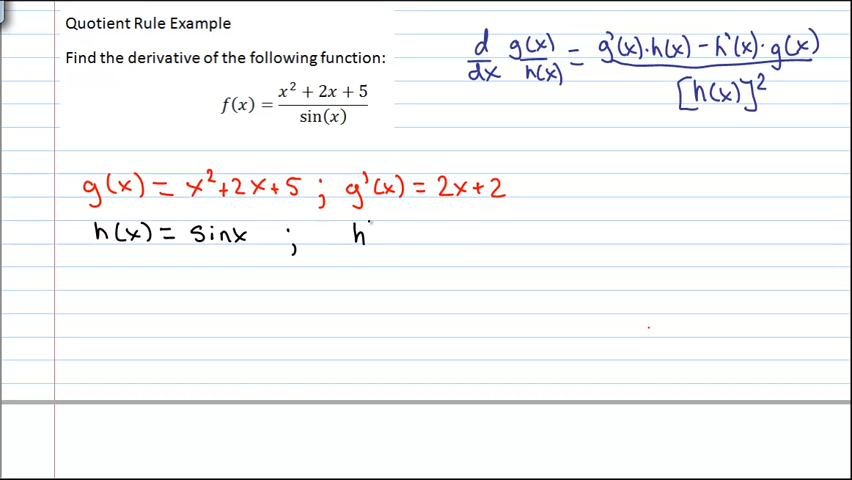 Quotient Rule Example
Find the derivative of the following function:
f(x) = (x² + 2x + 5) / sin(x)
d/dx g(x)/h(x) = (g'(x)·h(x) − h'(x)·g(x)) / [h(x)]²
g(x) = x²+2x+5 ; g'(x) = 2x+2
h(x) = sinx ; h'